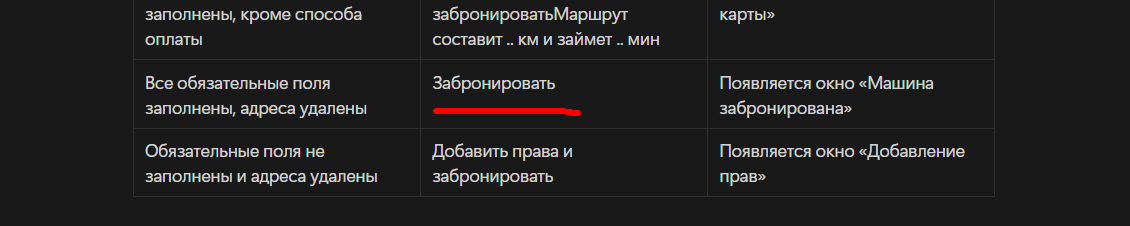 заполнены, кроме способа
оплаты
забронироватьМаршрут
составит .. км и займет .. мин
карты»
Все обязательные поля
заполнены, адреса удалены
Забронировать
Появляется окно «Машина
забронирована»
Обязательные поля не
заполнены и адреса удалены
Добавить права и
забронировать
Появляется окно «Добавление
прав»